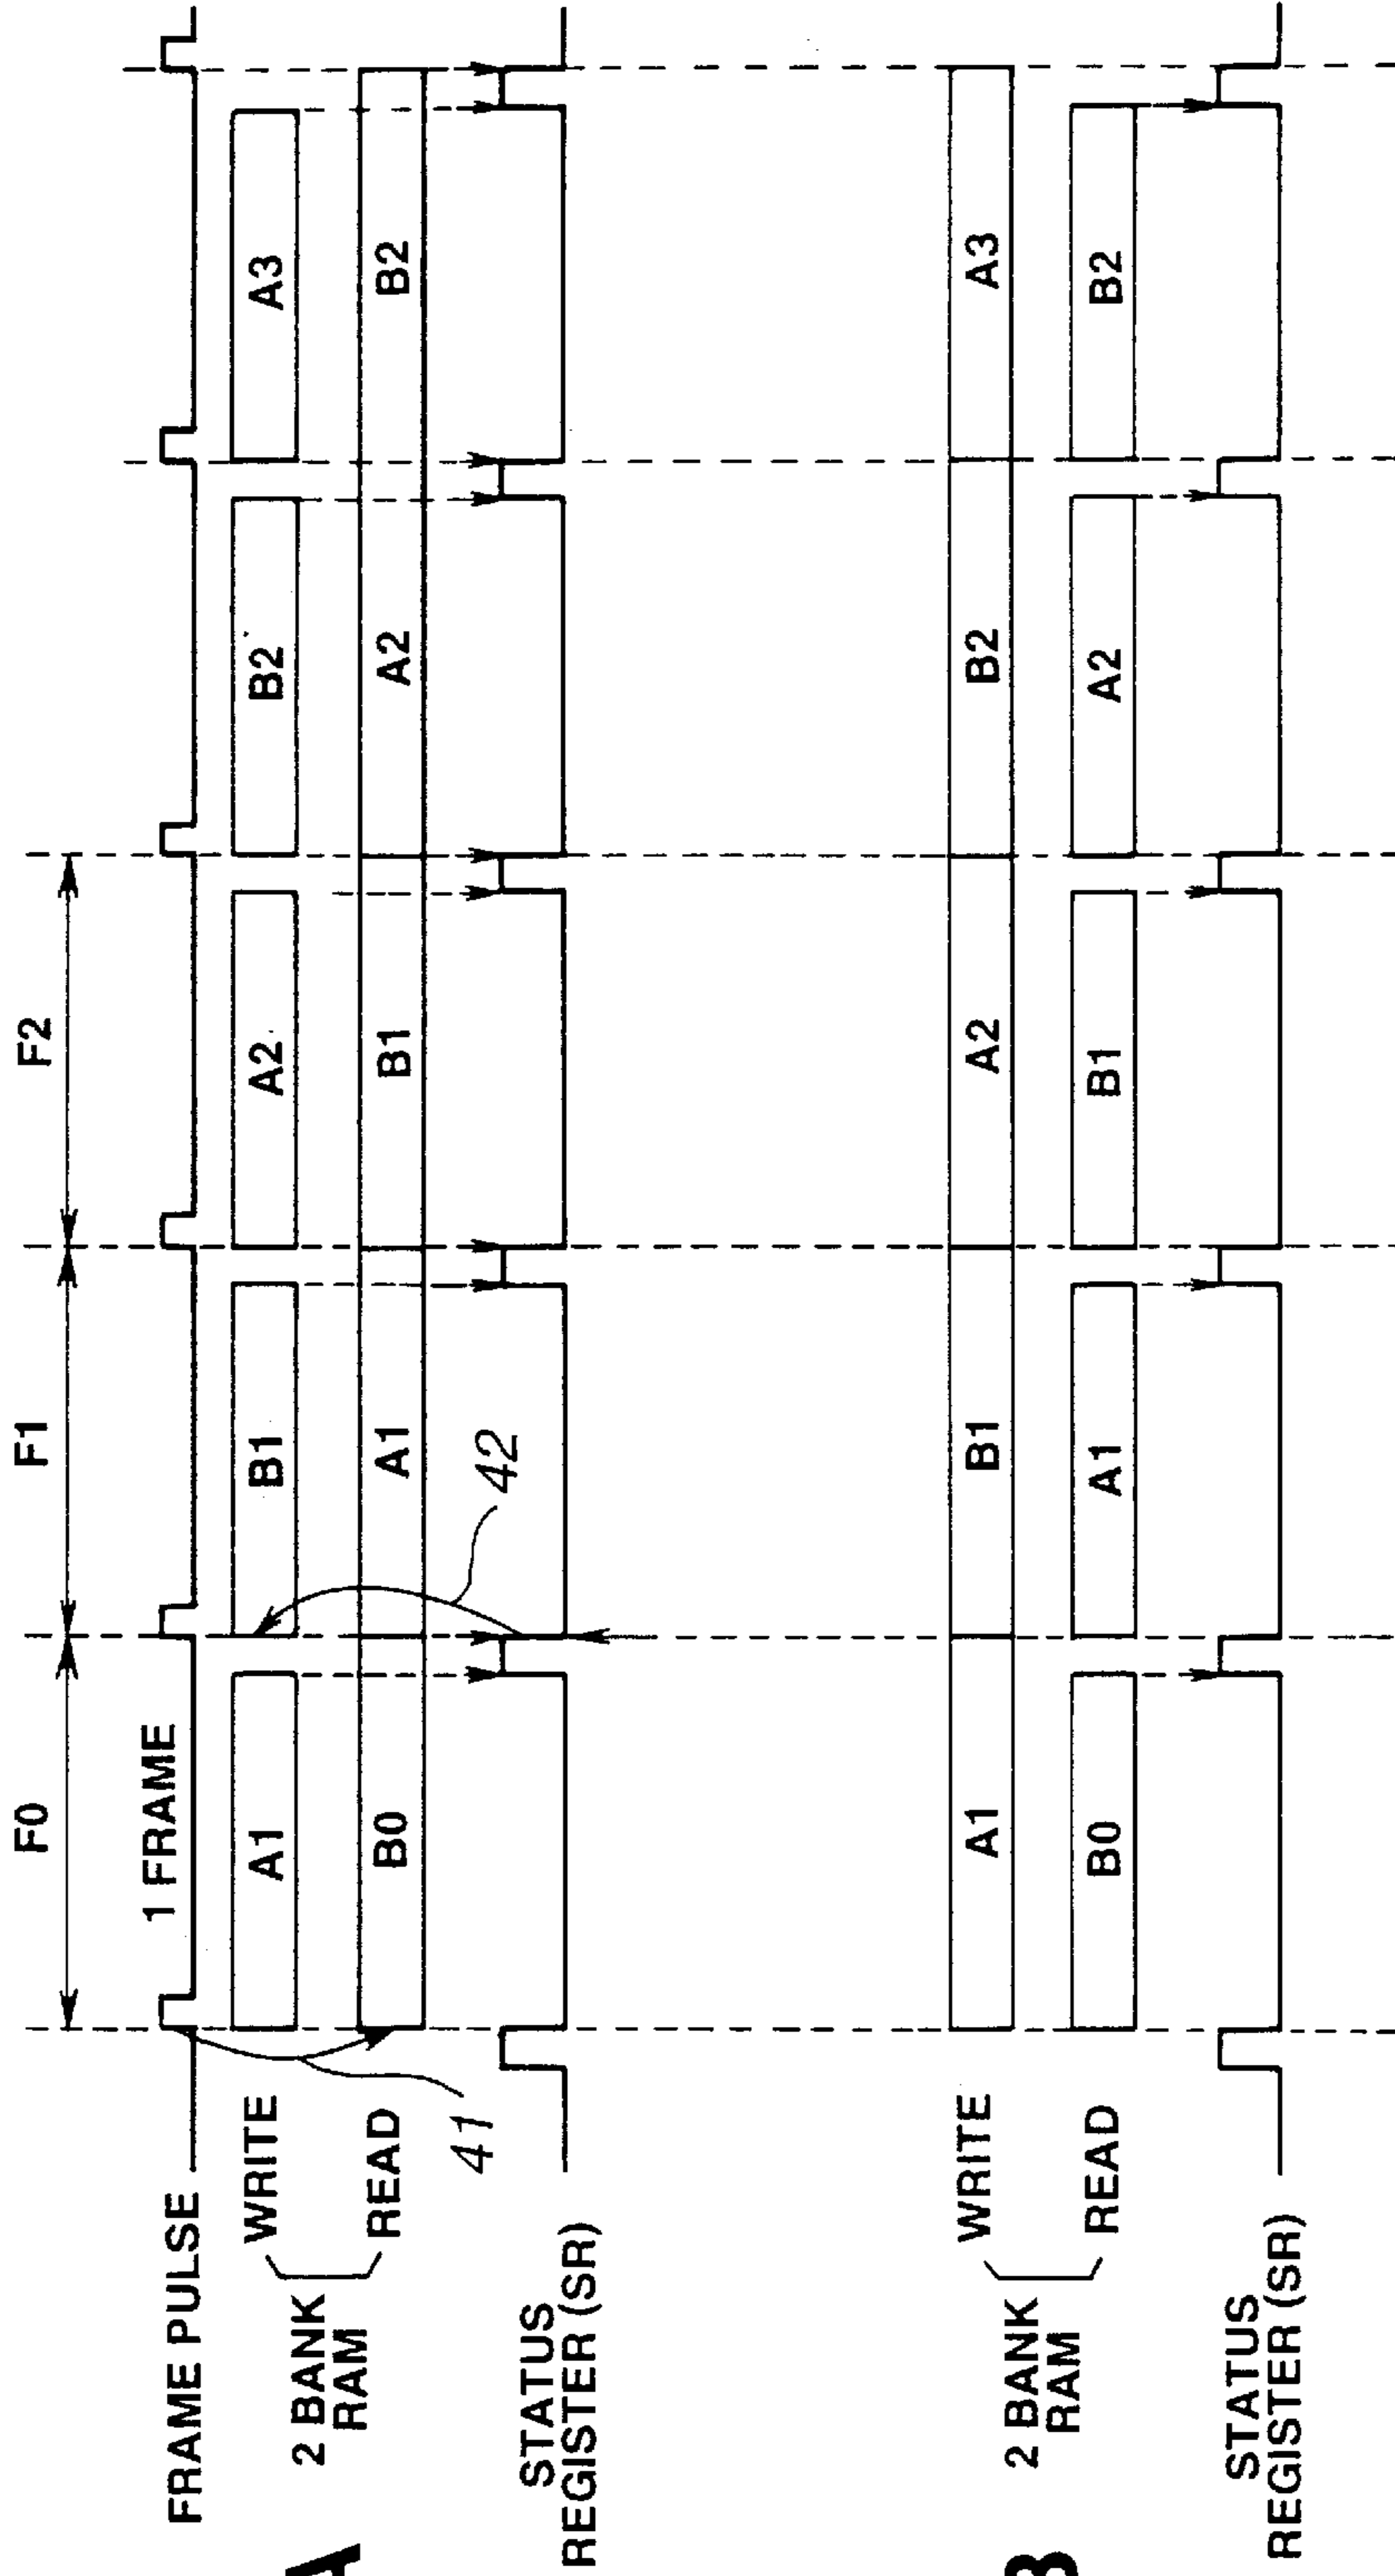 F0 F1 F2
FRAME PULSE 1 FRAME
2 BANK RAM
WRITE A1 B1 A2 B2 A3
READ B0 A1 B1 A2 B2
41 42
STATUS
REGISTER (SR)
A
2 BANK RAM
WRITE A1 B1 A2 B2 A3
READ B0 A1 B1 A2 B2
STATUS
REGISTER (SR)